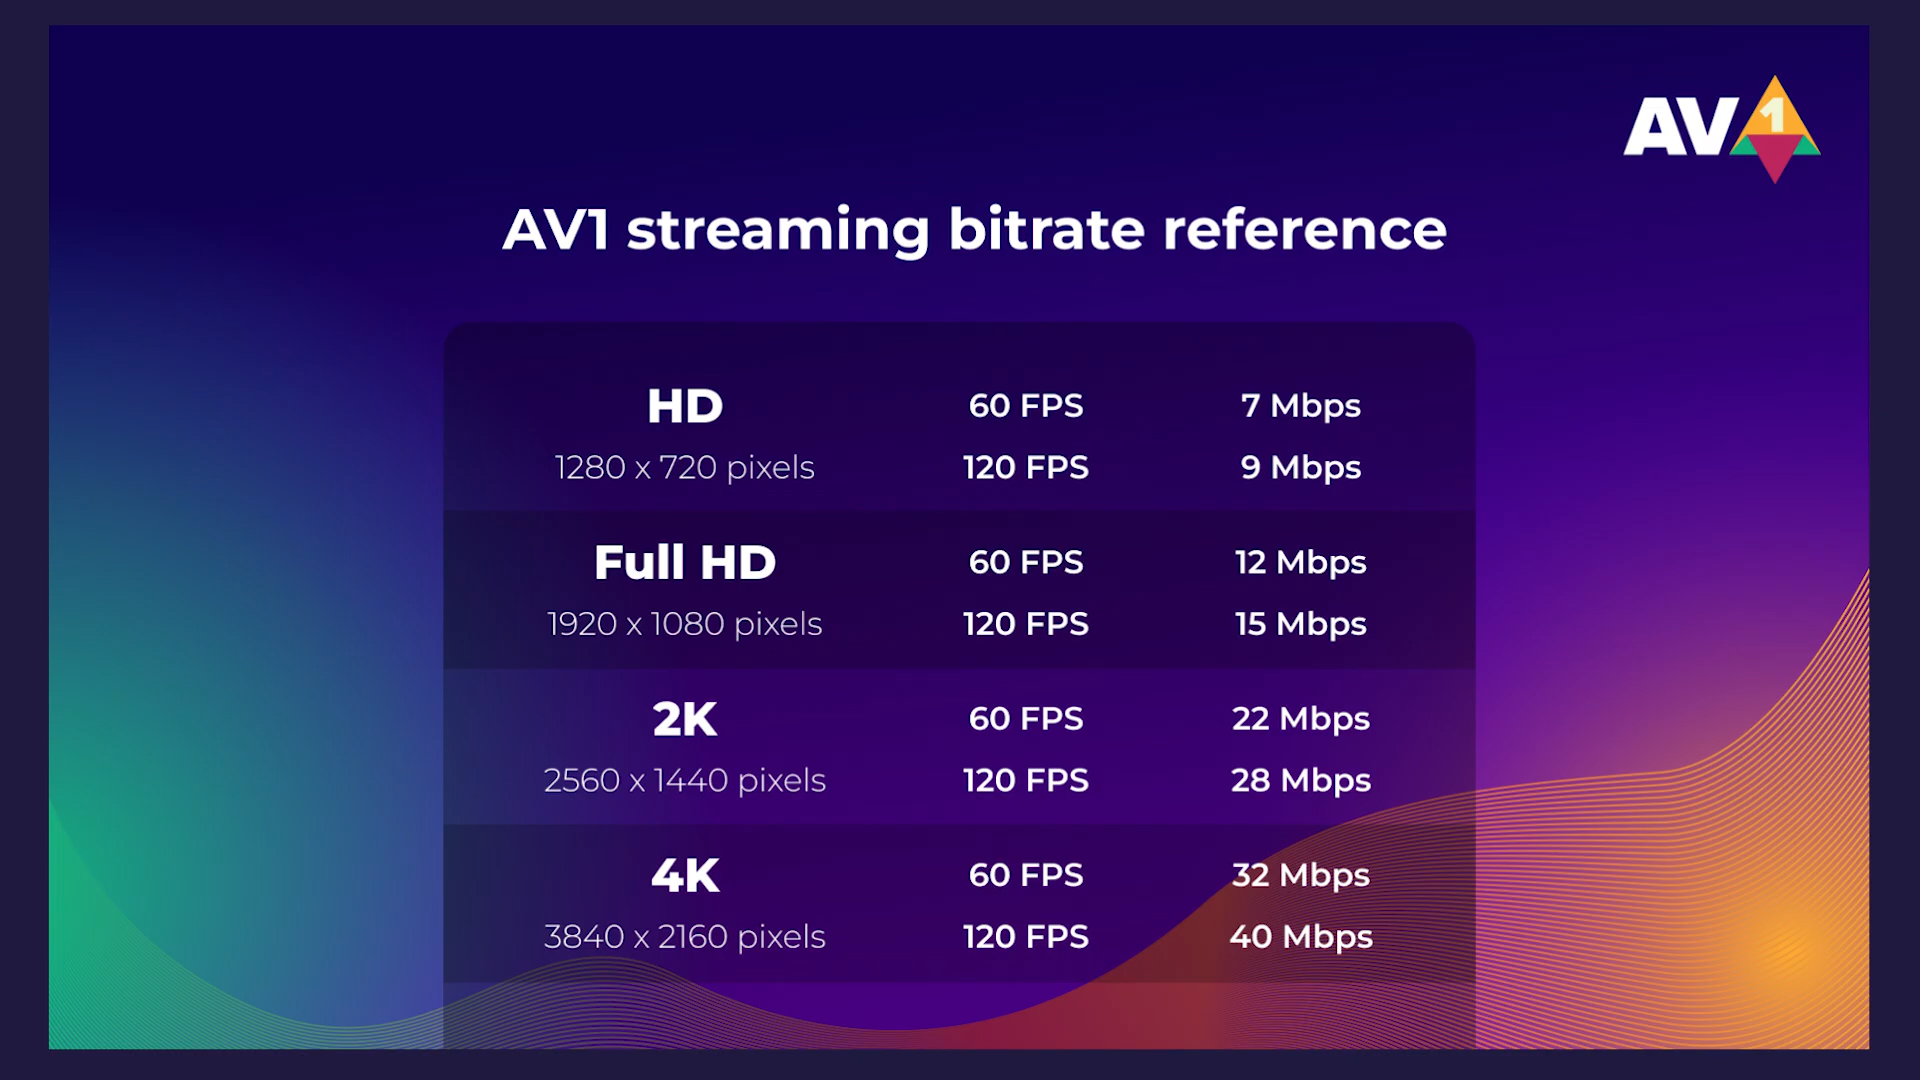 AV1
AV1 streaming bitrate reference
HD 60 FPS 7 Mbps
1280 x 720 pixels 120 FPS 9 Mbps
Full HD 60 FPS 12 Mbps
1920 x 1080 pixels 120 FPS 15 Mbps
2K 60 FPS 22 Mbps
2560 x 1440 pixels 120 FPS 28 Mbps
4K 60 FPS 32 Mbps
3840 x 2160 pixels 120 FPS 40 Mbps